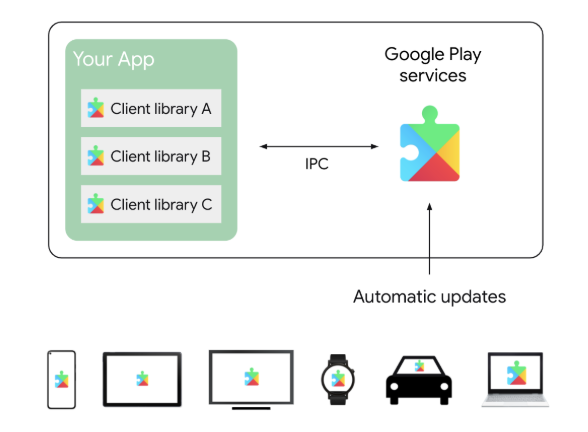 Your App
Client library A
Client library B
Client library C
IPC
Google Play
services
Automatic updates